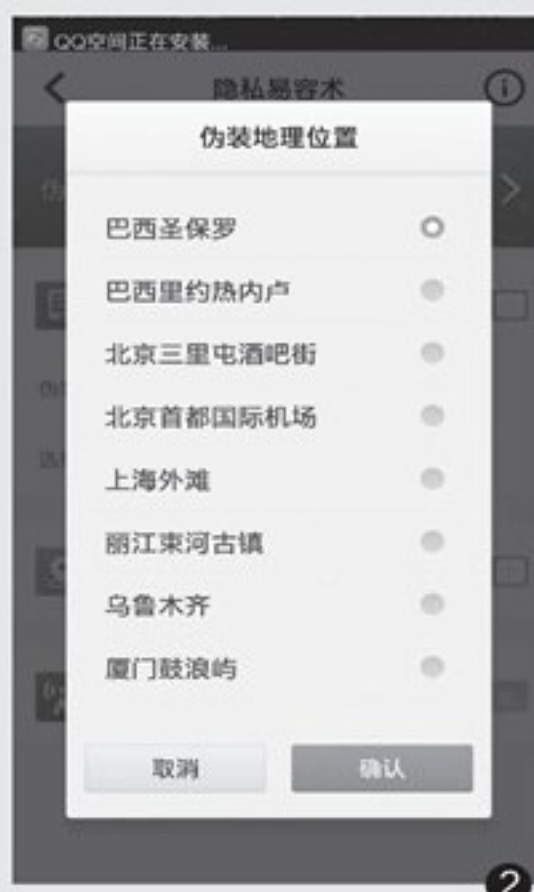 QQ空间正在安装...
隐私易容术
伪装地理位置
伪
巴西圣保罗
巴西里约热内卢
北京三里屯酒吧街
北京首都国际机场
上海外滩
丽江束河古镇
乌鲁木齐
厦门鼓浪屿
取消
确认
2